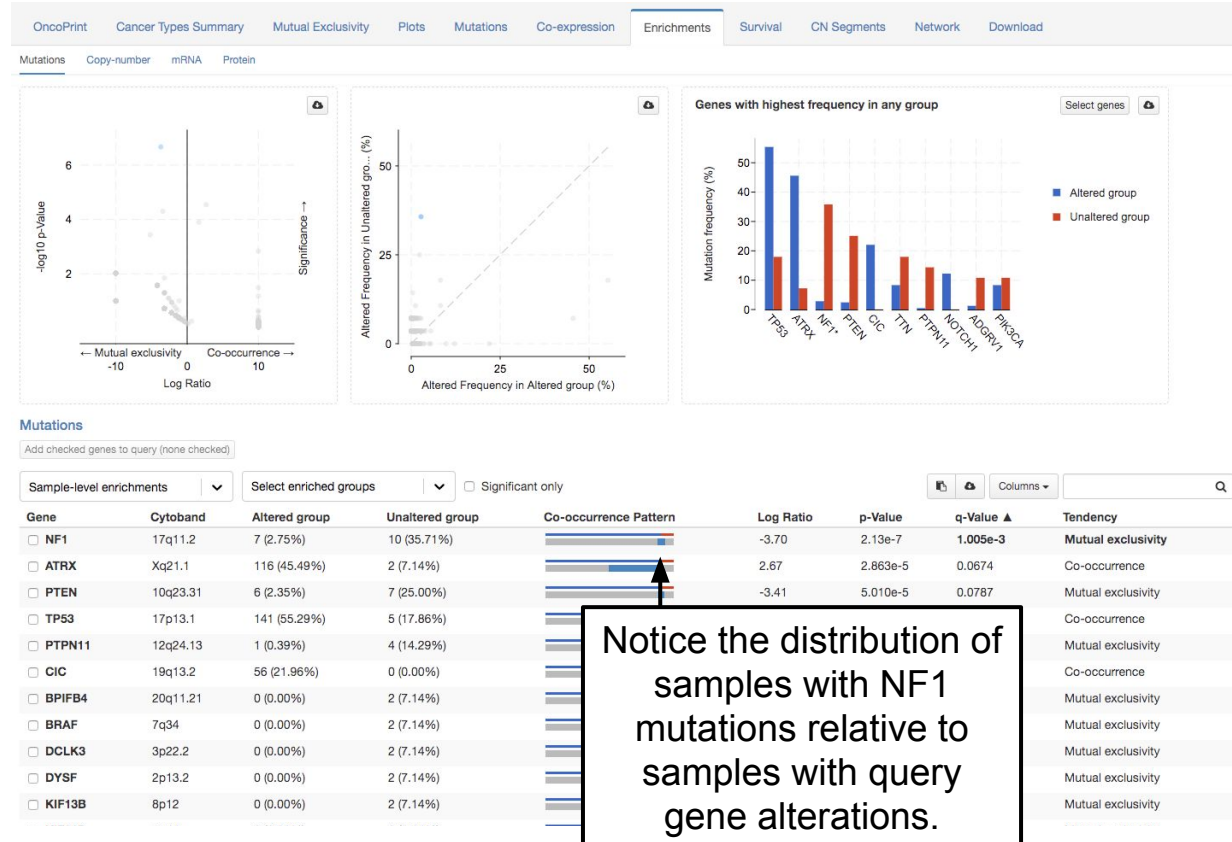 OncoPrint Cancer Types Summary Mutual Exclusivity Plots Mutations Co-expression Enrichments Survival CN Segments Network Download
Mutations Copy-number mRNA Protein
-log10 p-Value
6
4
2
Significance →
← Mutual exclusivity Co-occurrence →
-10 0 10
Log Ratio
Altered Frequency in Unaltered gro... (%)
50
25
0
0 25 50
Altered Frequency in Altered group (%)
Genes with highest frequency in any group Select genes
Mutation frequency (%)
50
40
30
20
10
0
TP53 ATRX NF1* PTEN CIC TTN PTPN11 NOTCH1 ADGRV1 PIK3CA
Altered group
Unaltered group
Mutations
Add checked genes to query (none checked)
Sample-level enrichments Select enriched groups Significant only Columns
Gene Cytoband Altered group Unaltered group Co-occurrence Pattern Log Ratio p-Value q-Value ▲ Tendency
NF1 17q11.2 7 (2.75%) 10 (35.71%) -3.70 2.13e-7 1.005e-3 Mutual exclusivity
ATRX Xq21.1 116 (45.49%) 2 (7.14%) 2.67 2.863e-5 0.0674 Co-occurrence
PTEN 10q23.31 6 (2.35%) 7 (25.00%) -3.41 5.010e-5 0.0787 Mutual exclusivity
TP53 17p13.1 141 (55.29%) 5 (17.86%) Co-occurrence
PTPN11 12q24.13 1 (0.39%) 4 (14.29%) Mutual exclusivity
CIC 19q13.2 56 (21.96%) 0 (0.00%) Co-occurrence
BPIFB4 20q11.21 0 (0.00%) 2 (7.14%) Mutual exclusivity
BRAF 7q34 0 (0.00%) 2 (7.14%) Mutual exclusivity
DCLK3 3p22.2 0 (0.00%) 2 (7.14%) Mutual exclusivity
DYSF 2p13.2 0 (0.00%) 2 (7.14%) Mutual exclusivity
KIF13B 8p12 0 (0.00%) 2 (7.14%) Mutual exclusivity
Notice the distribution of
samples with NF1
mutations relative to
samples with query
gene alterations.